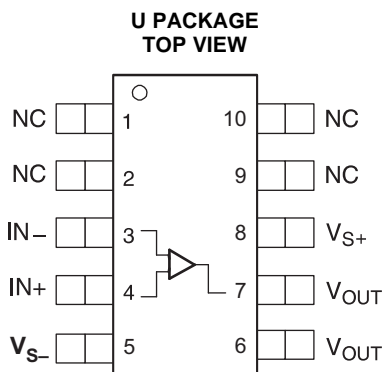 U PACKAGE
TOP VIEW
NC 1 10 NC
NC 2 9 NC
IN− 3 8 VS+
IN+ 4 7 VOUT
VS− 5 6 VOUT